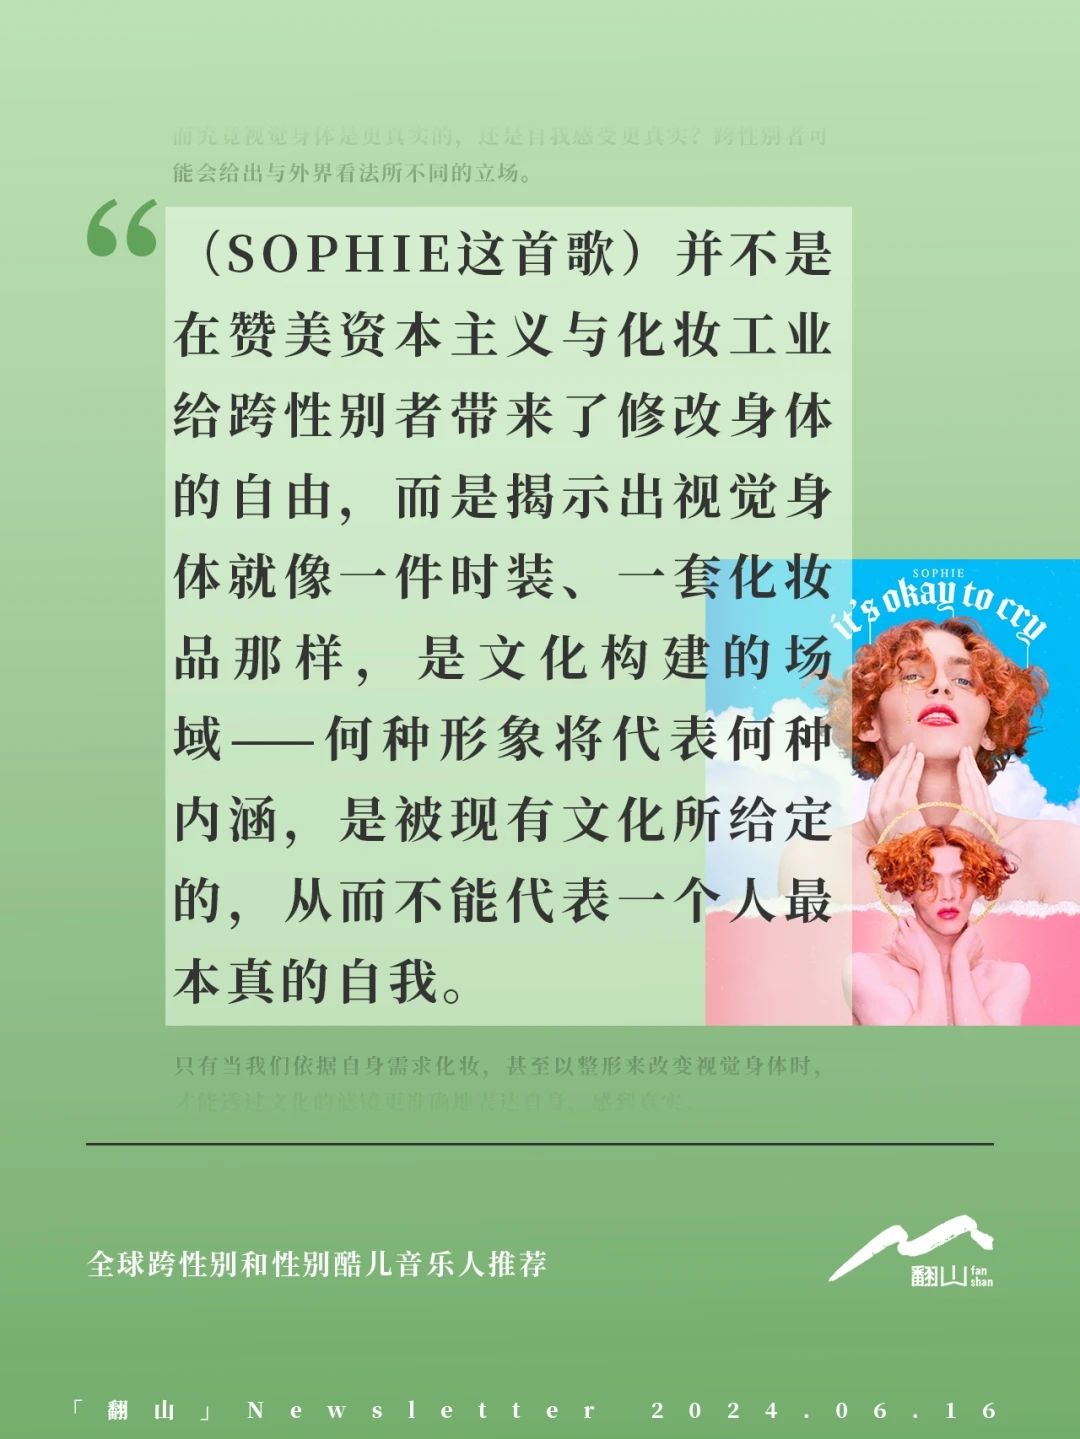 而究竟视觉身体是更真实的，还是自我感受更真实？跨性别者可
能会给出与外界看法所不同的立场。
“
（SOPHIE这首歌）并不是
在赞美资本主义与化妆工业
给跨性别者带来了修改身体
的自由，而是揭示出视觉身
体就像一件时装、一套化妆
品那样，是文化构建的场
域——何种形象将代表何种
内涵，是被现有文化所给定
的，从而不能代表一个人最
本真的自我。
SOPHIE
it's okay to cry
只有当我们依据自身需求化妆，甚至以整形来改变视觉身体时，
才能透过文化的滤镜更准确地表达自身，感到真实。
全球跨性别和性别酷儿音乐人推荐
翻山 fan
shan
「翻山」Newsletter 2024.06.16